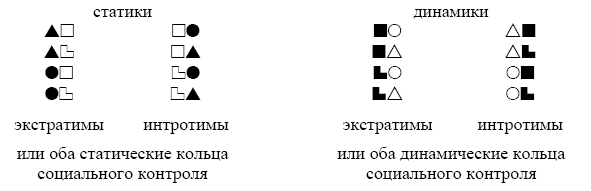 статики
динамики
экстратимы интротимы
экстратимы интротимы
или оба статические кольца
социального контроля
или оба динамические кольца
социального контроля